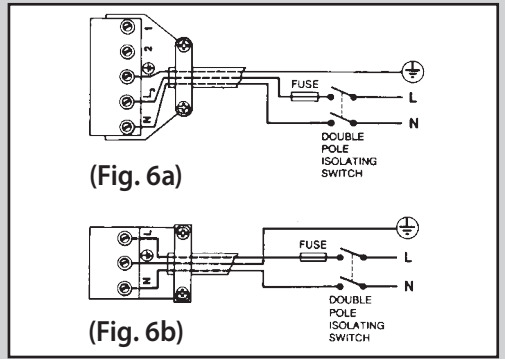 1
2
L
N
FUSE
L
N
DOUBLE
POLE
ISOLATING
SWITCH
(Fig. 6a)
L
N
FUSE
L
N
DOUBLE
POLE
ISOLATING
SWITCH
(Fig. 6b)